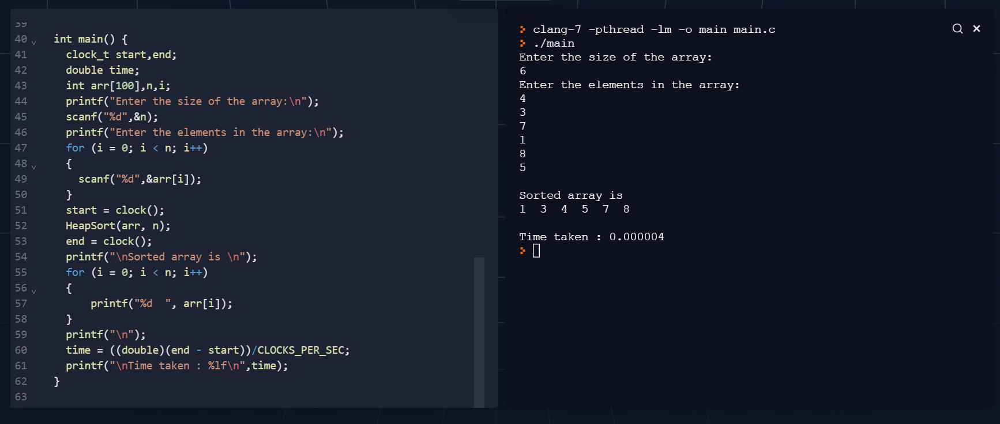 39
40 int main() {
41 clock_t start,end;
42 double time;
43 int arr[100],n,i;
44 printf("Enter the size of the array:\n");
45 scanf("%d",&n);
46 printf("Enter the elements in the array:\n");
47 for (i = 0; i < n; i++)
48 {
49 scanf("%d",&arr[i]);
50 }
51 start = clock();
52 HeapSort(arr, n);
53 end = clock();
54 printf("\nSorted array is \n");
55 for (i = 0; i < n; i++)
56 {
57 printf("%d  ", arr[i]);
58 }
59 printf("\n");
60 time = ((double)(end - start))/CLOCKS_PER_SEC;
61 printf("\nTime taken : %lf\n",time);
62 }
63
clang-7 -pthread -lm -o main main.c
./main
Enter the size of the array:
6
Enter the elements in the array:
4
3
7
1
8
5
Sorted array is
1  3  4  5  7  8
Time taken : 0.000004